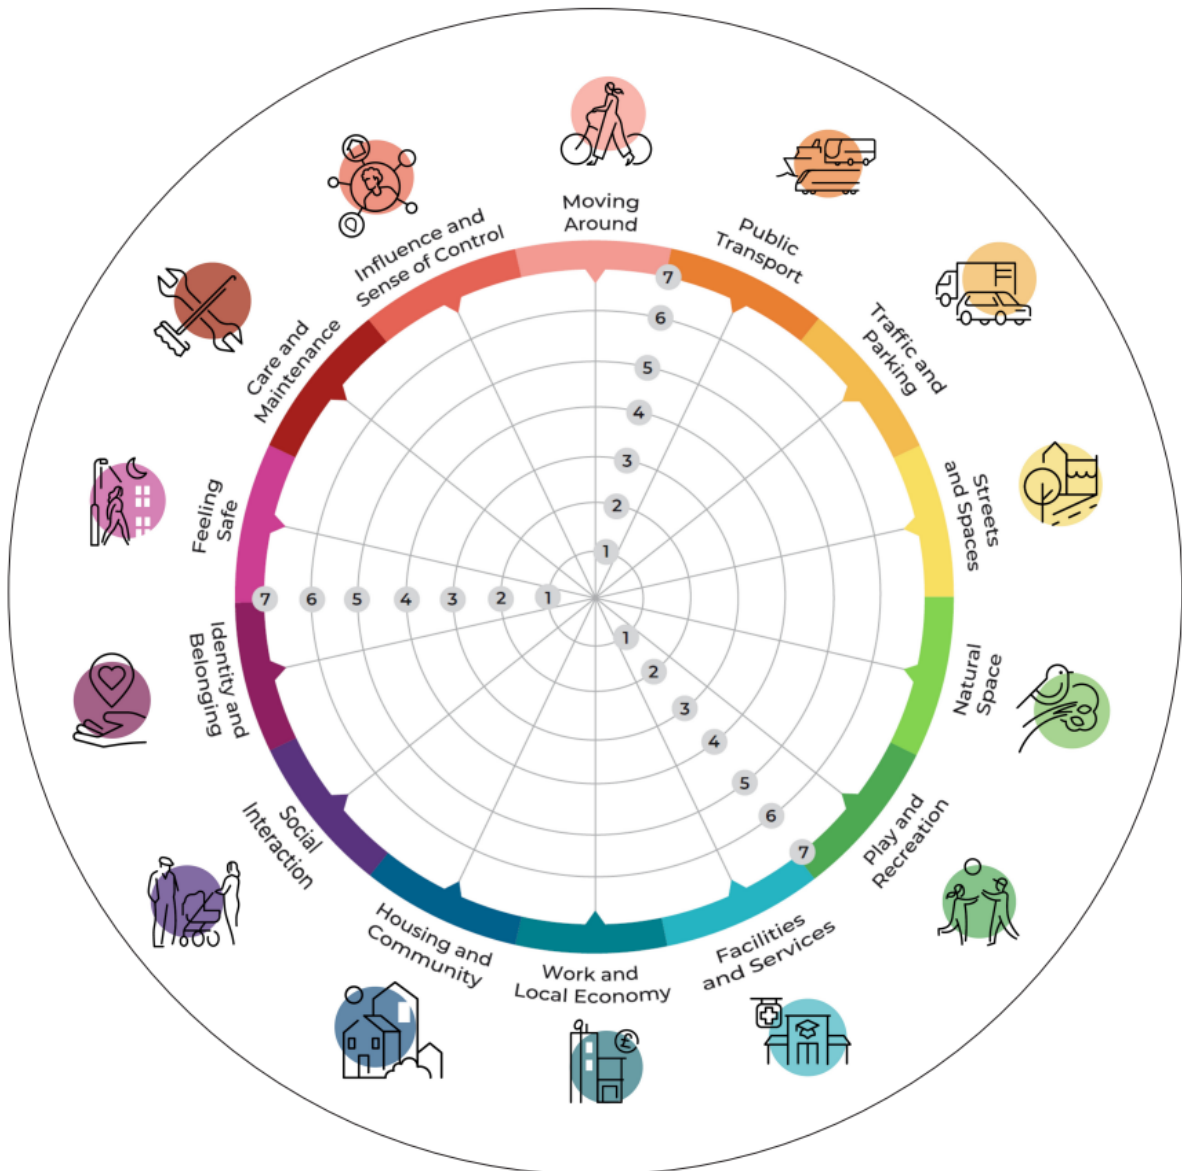 Moving
Around
Public
Transport
Traffic and
Parking
Streets
and Spaces
Natural
Space
Play and
Recreation
Facilities
and Services
Work and
Local Economy
Housing and
Community
Social
Interaction
Identity and
Belonging
Feeling
Safe
Care and
Maintenance
Influence and
Sense of Control
7
6
5
4
3
2
1
7 6 5 4 3 2 1
1
2
3
4
5
6
7
£